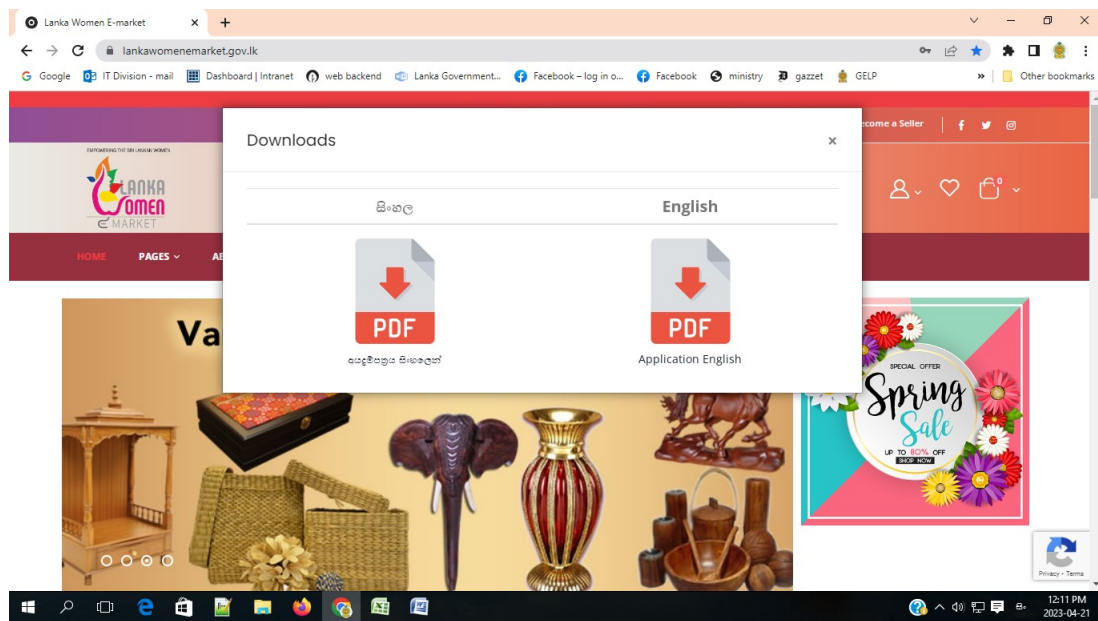 Lanka Women E-market
lankawomenemarket.gov.lk
Google IT Division - mail Dashboard | Intranet web backend Lanka Government... Facebook – log in o... Facebook ministry gazzet GELP » Other bookmarks
Become a Seller
Downloads
EMPOWERING THE SRI LANKAN WOMEN
LANKA
WOMEN
E MARKET
0
සිංහල English
HOME PAGES
PDF PDF
අයදුම්පත්‍රය සිංහලෙන් Application English
Va
SPECIAL OFFER
Spring
Sale
UP TO 80% OFF
SHOP NOW
Privacy - Terms
12:11 PM
2023-04-21